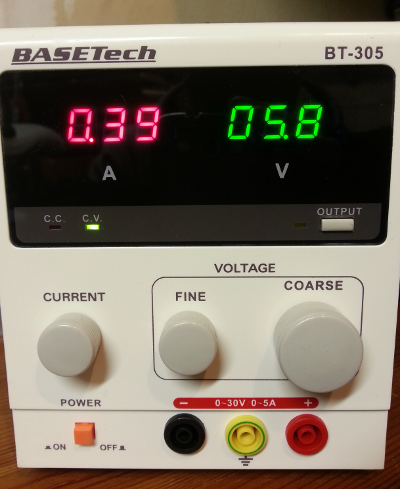 BASETech BT-305
0.39 05.8
A V
C.C. C.V. OUTPUT
VOLTAGE
CURRENT FINE COARSE
POWER
− 0~30V 0~5A +
ON OFF